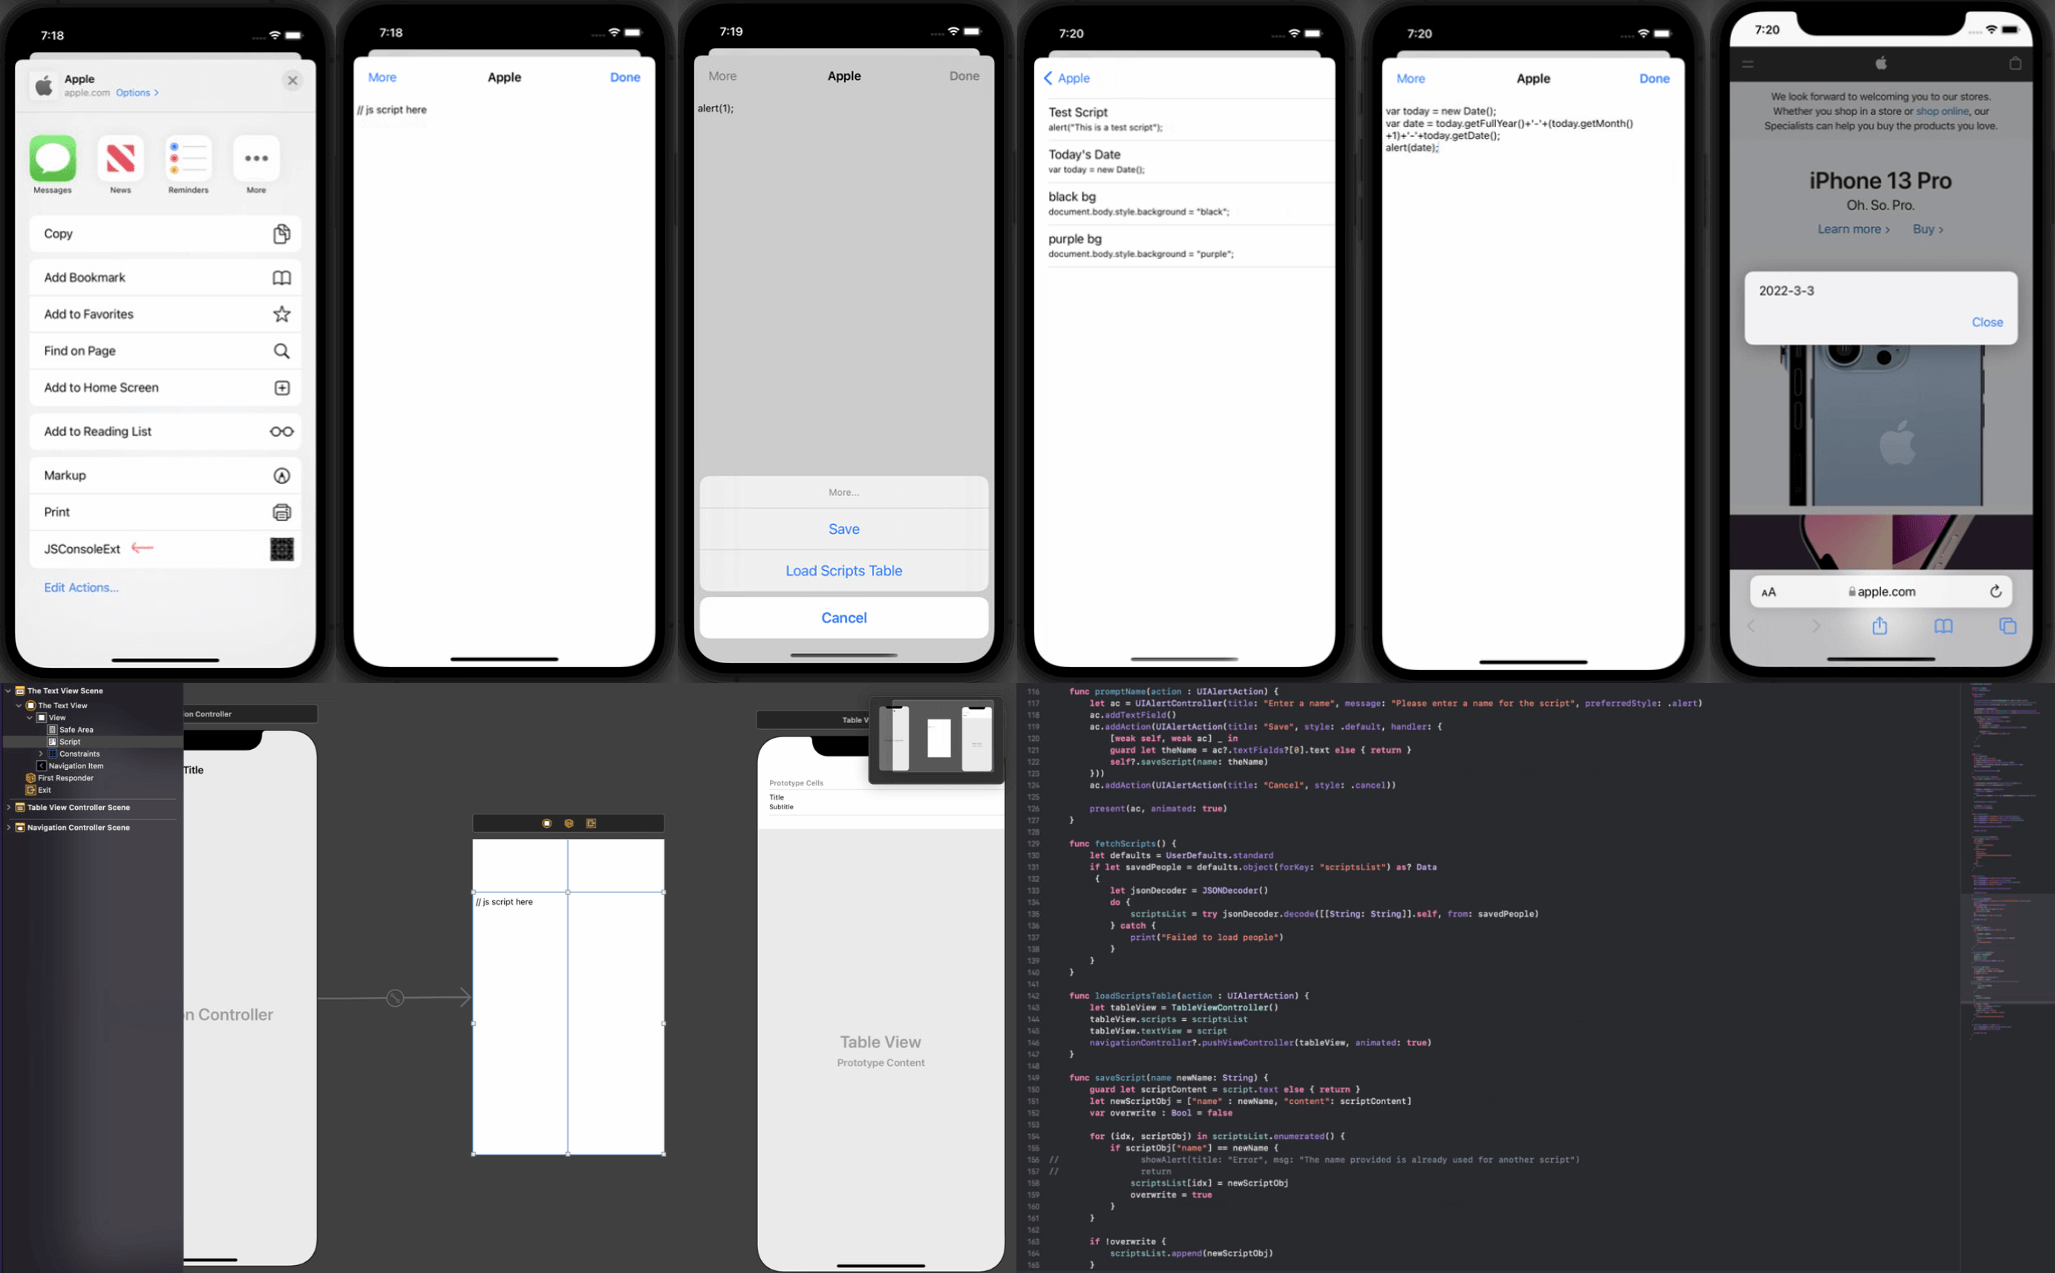 7:18
Apple
apple.com Options >
Messages
News
Reminders
More
Copy
Add Bookmark
Add to Favorites
Find on Page
Add to Home Screen
Add to Reading List
Markup
Print
JSConsoleExt
Edit Actions...
7:18
More Apple Done
// js script here
7:19
More Apple Done
alert(1);
More...
Save
Load Scripts Table
Cancel
7:20
Apple
Test Script
alert("This is a test script");
Today's Date
var today = new Date();
black bg
document.body.style.background = "black";
purple bg
document.body.style.background = "purple";
7:20
More Apple Done
var today = new Date();
var date = today.getFullYear()+'-'+(today.getMonth()
+1)+'-'+today.getDate();
alert(date);
7:20
We look forward to welcoming you to our stores.
Whether you shop in a store or shop online, our
Specialists can help you buy the products you love.
iPhone 13 Pro
Oh. So. Pro.
Learn more > Buy >
2022-3-3
Close
AA apple.com
The Text View Scene
The Text View
View
Safe Area
Script
Constraints
Navigation Item
First Responder
Exit
Table View Controller Scene
Navigation Controller Scene
ion Controller
Title
n Controller
// js script here
Table V
Prototype Cells
Title
Subtitle
Table View
Prototype Content
116 func promptName(action : UIAlertAction) {
117 let ac = UIAlertController(title: "Enter a name", message: "Please enter a name for the script", preferredStyle: .alert)
118 ac.addTextField()
119 ac.addAction(UIAlertAction(title: "Save", style: .default, handler: {
120 [weak self, weak ac] _ in
121 guard let theName = ac?.textFields?[0].text else { return }
122 self?.saveScript(name: theName)
123 }))
124 ac.addAction(UIAlertAction(title: "Cancel", style: .cancel))
125
126 present(ac, animated: true)
127 }
128
129 func fetchScripts() {
130 let defaults = UserDefaults.standard
131 if let savedPeople = defaults.object(forKey: "scriptsList") as? Data
132 {
133 let jsonDecoder = JSONDecoder()
134 do {
135 scriptsList = try jsonDecoder.decode([[String: String]].self, from: savedPeople)
136 } catch {
137 print("Failed to load people")
138 }
139 }
140 }
141
142 func loadScriptsTable(action : UIAlertAction) {
143 let tableView = TableViewController()
144 tableView.scripts = scriptsList
145 tableView.textView = script
146 navigationController?.pushViewController(tableView, animated: true)
147 }
148
149 func saveScript(name newName: String) {
150 guard let scriptContent = script.text else { return }
151 let newScriptObj = ["name" : newName, "content": scriptContent]
152 var overwrite : Bool = false
153
154 for (idx, scriptObj) in scriptsList.enumerated() {
155 if scriptObj["name"] == newName {
156 // showAlert(title: "Error", msg: "The name provided is already used for another script")
157 // return
158 scriptsList[idx] = newScriptObj
159 overwrite = true
160 }
161 }
162
163 if !overwrite {
164 scriptsList.append(newScriptObj)
165 }